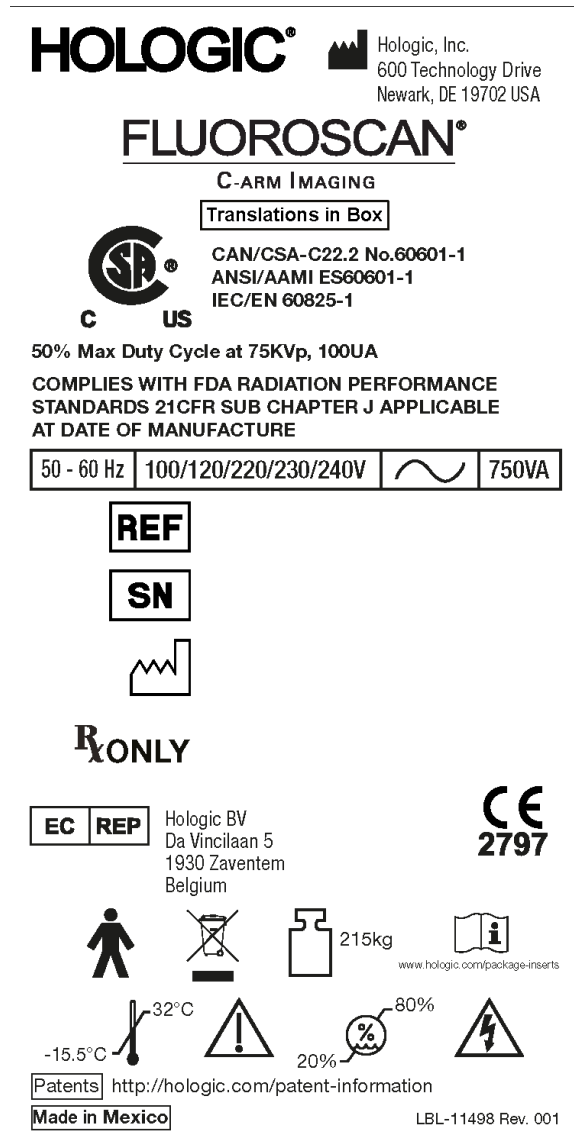 HOLOGIC®
Hologic, Inc.
600 Technology Drive
Newark, DE 19702 USA
FLUOROSCAN®
C-ARM IMAGING
Translations in Box
CSA ®
C US
CAN/CSA-C22.2 No.60601-1
ANSI/AAMI ES60601-1
IEC/EN 60825-1
50% Max Duty Cycle at 75KVp, 100UA
COMPLIES WITH FDA RADIATION PERFORMANCE
STANDARDS 21CFR SUB CHAPTER J APPLICABLE
AT DATE OF MANUFACTURE
50 - 60 Hz 100/120/220/230/240V 750VA
REF
SN
Rx ONLY
EC REP
Hologic BV
Da Vincilaan 5
1930 Zaventem
Belgium
CE
2797
215kg
i
www.hologic.com/package-inserts
32°C
-15.5°C
!
%
80%
20%
Patents http://hologic.com/patent-information
Made in Mexico
LBL-11498 Rev. 001